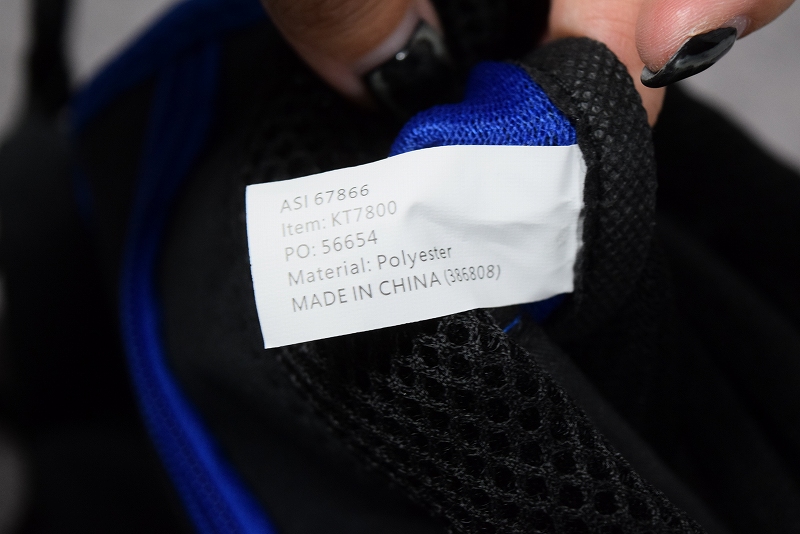 ASI 67866
Item: KT7800
PO: 56654
Material: Polyester
MADE IN CHINA (386808)